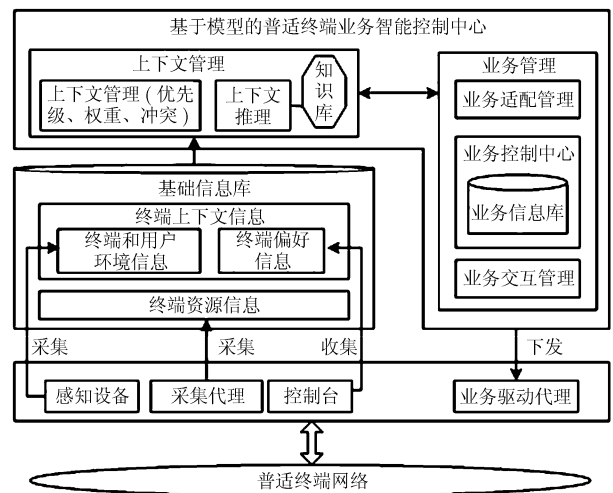 基于模型的普适终端业务智能控制中心
上下文管理
上下文管理(优先
级、权重、冲突)
上下文
推理
知
识
库
业务管理
业务适配管理
业务控制中心
业务信息库
业务交互管理
基础信息库
终端上下文信息
终端和用户
环境信息
终端偏好
信息
终端资源信息
采集
采集
收集
下发
感知设备
采集代理
控制台
业务驱动代理
普适终端网络